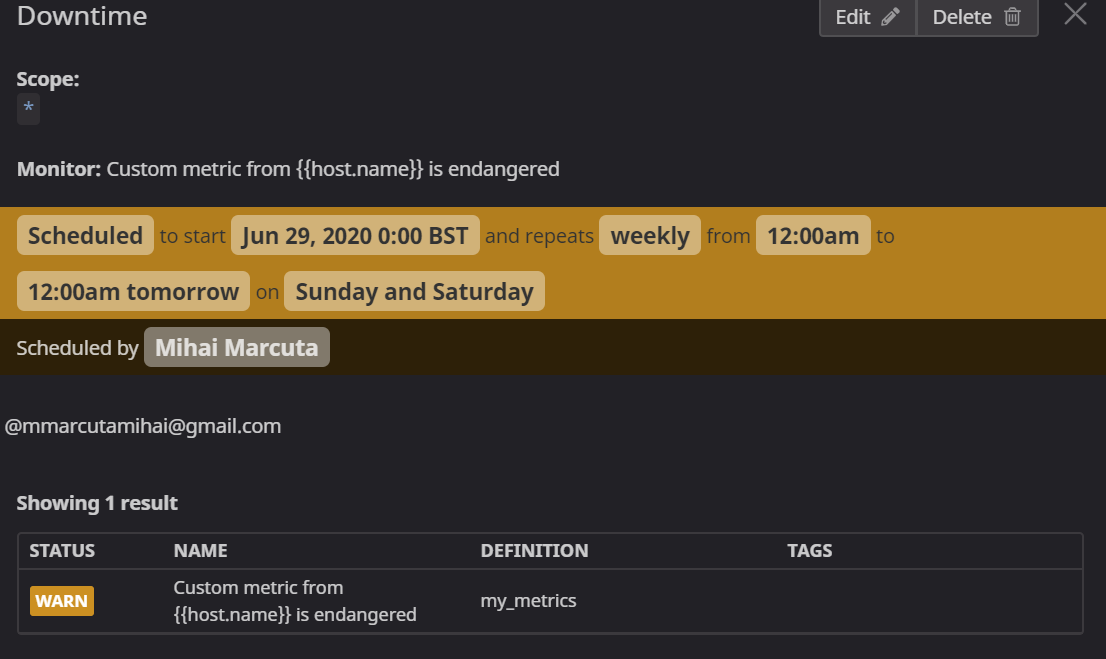 Downtime
Edit Delete
Scope:
*
Monitor: Custom metric from {{host.name}} is endangered
Scheduled to start Jun 29, 2020 0:00 BST and repeats weekly from 12:00am to
12:00am tomorrow on Sunday and Saturday
Scheduled by Mihai Marcuta
@mmarcutamihai@gmail.com
Showing 1 result
STATUS NAME DEFINITION TAGS
WARN Custom metric from {{host.name}} is endangered my_metrics